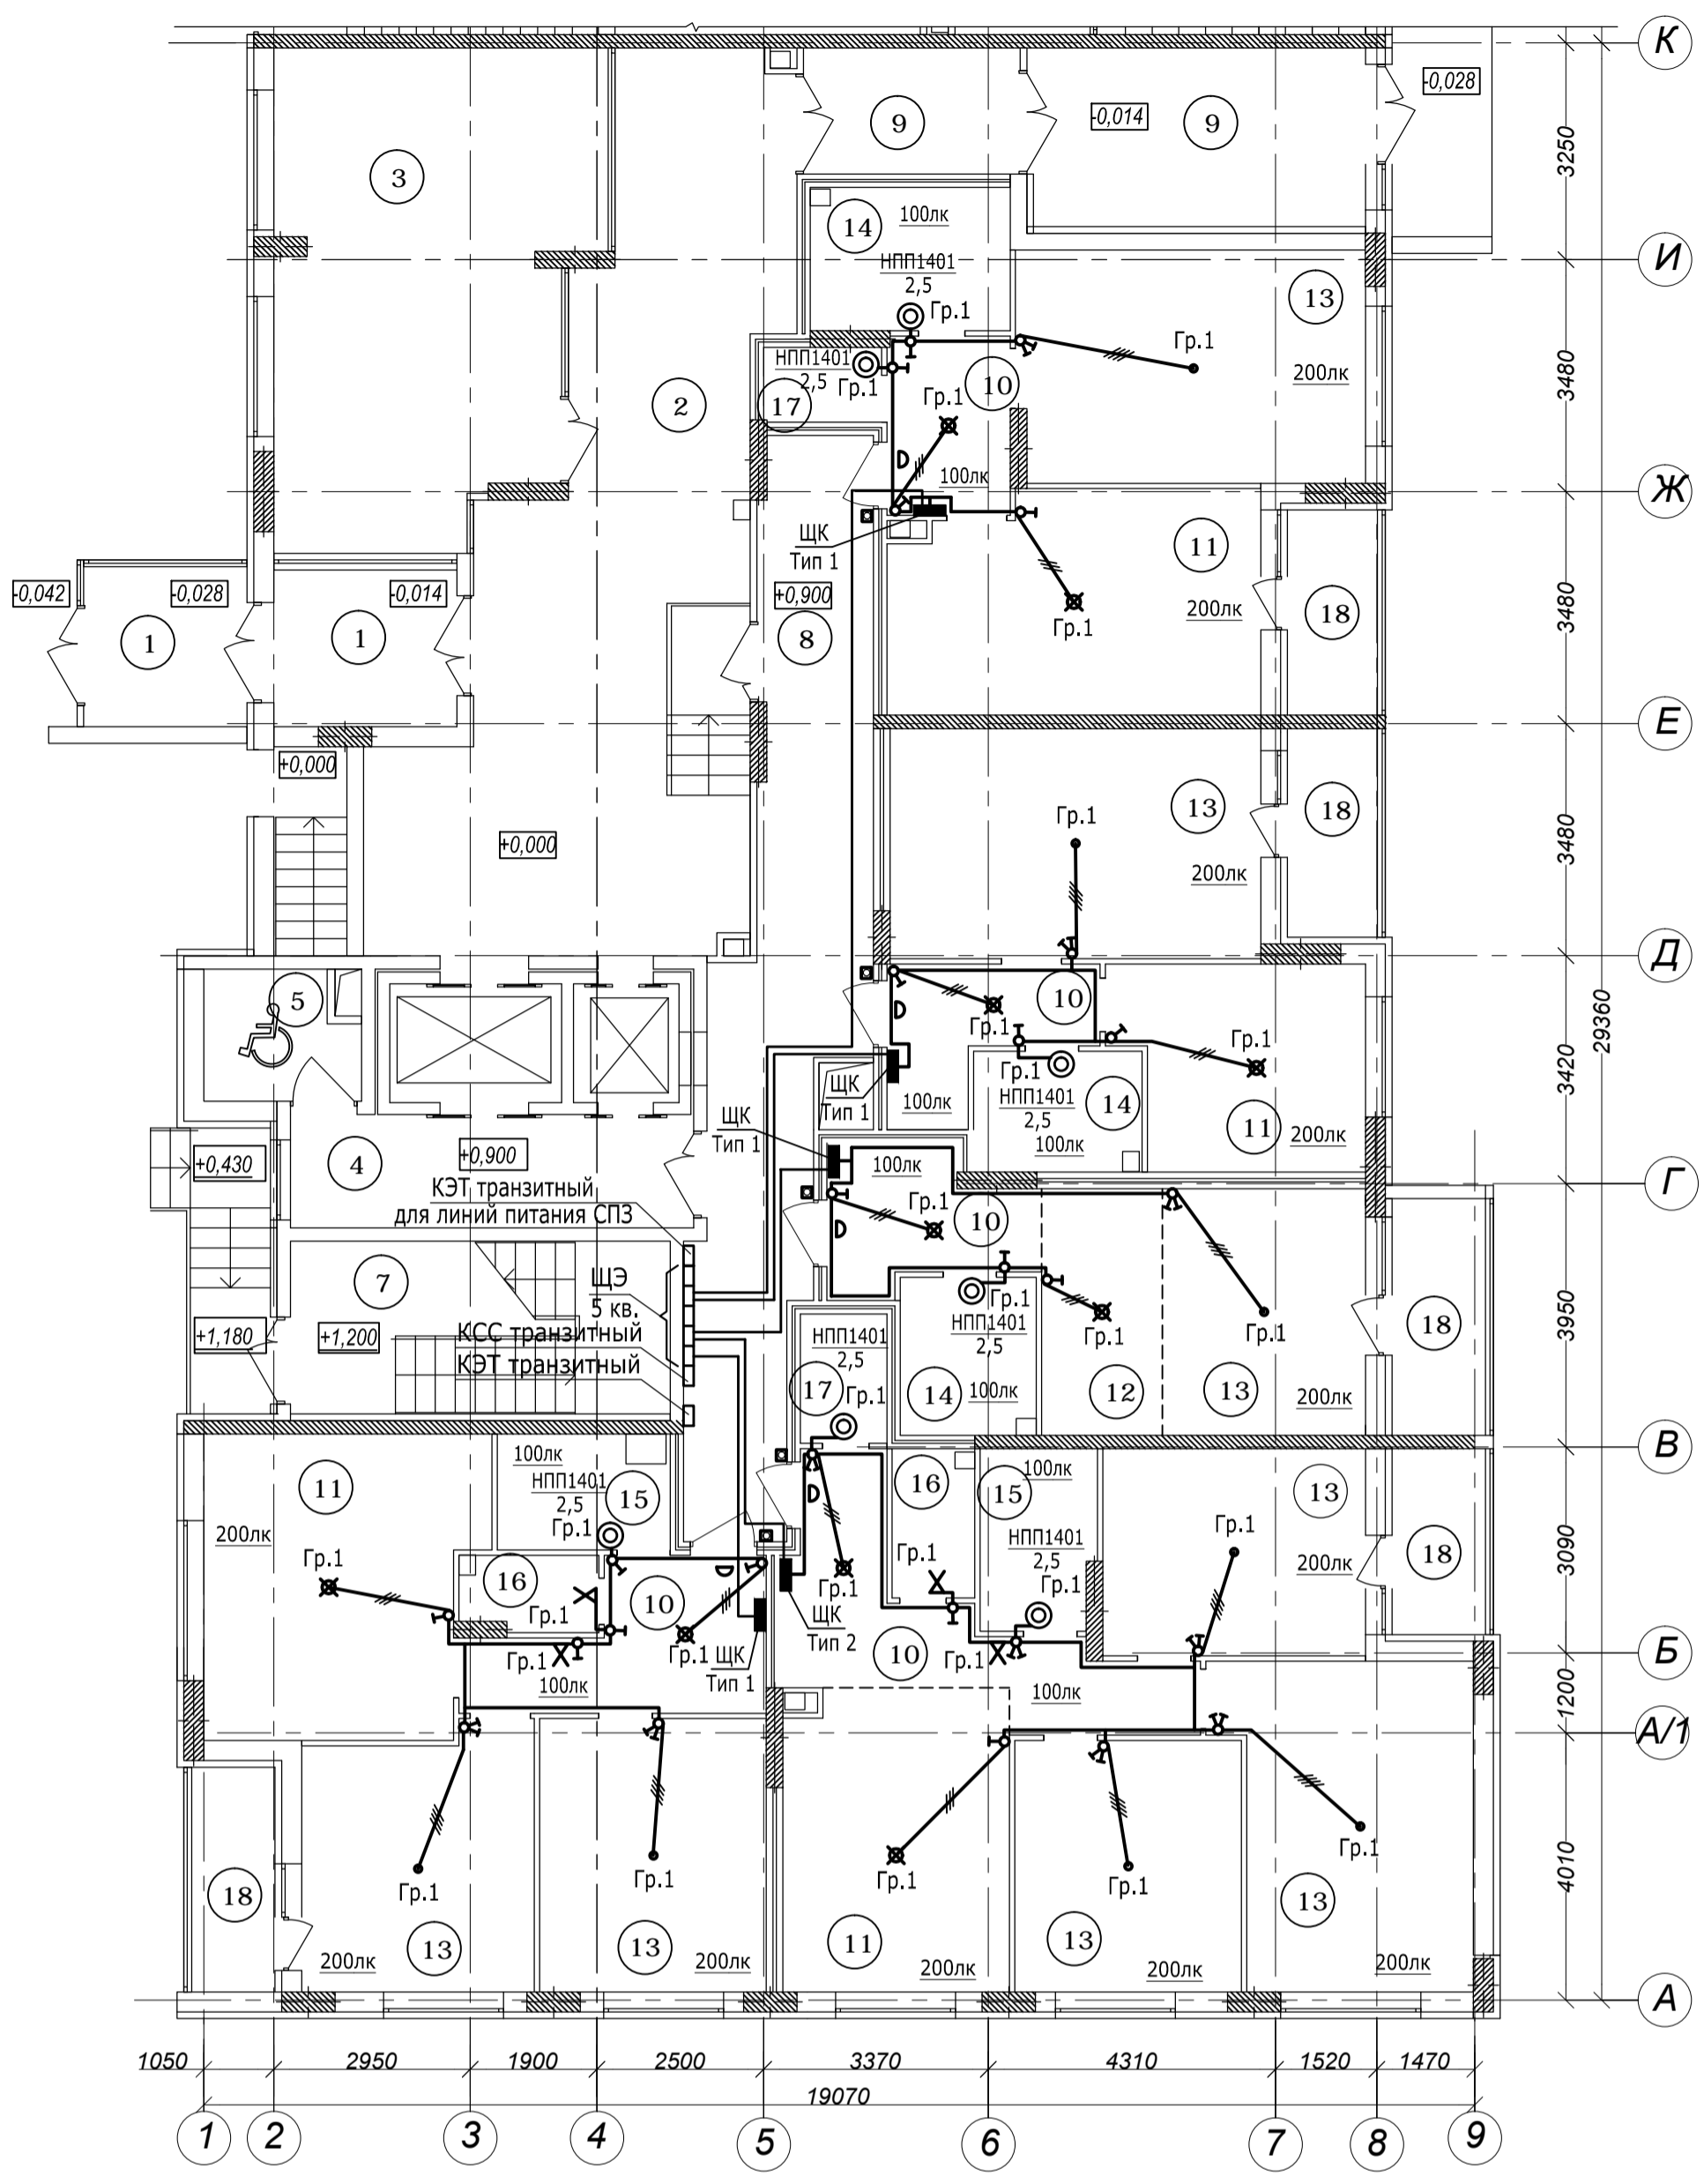 К
-0,028
9
-0,014
9
3250
3
14
100лк
И
НПП1401
2,5
13
Гр.1
Гр.1
НПП1401
2,5
Гр.1
10
200лк
3480
2
17
Гр.1
100лк
Ж
ЩК
Тип 1
11
-0,042
-0,028
-0,014
+0,900
200лк
18
3480
1
1
8
Гр.1
Е
+0,000
13
18
Гр.1
+0,000
3480
200лк
Д
5
10
29360
Гр.1
Гр.1
3420
Гр.1
ЩК
Тип 1
НПП1401
2,5
100лк
14
ЩК
Тип 1
11
100лк
200лк
4
+0,900
+0,430
100лк
Г
КЭТ транзитный
для линий питания СПЗ
Гр.1
10
7
ЩЭ
5 кв.
Гр.1
3950
+1,180
+1,200
КСС транзитный
НПП1401
2,5
НПП1401
2,5
Гр.1
Гр.1
18
КЭТ транзитный
17
Гр.1
14
100лк
12
13
200лк
В
11
100лк
НПП1401
2,5
15
16
100лк
15
13
200лк
Гр.1
НПП1401
2,5
Гр.1
18
3090
200лк
Гр.1
16
Гр.1
Гр.1
Гр.1
10
Гр.1
ЩК
Тип 2
Гр.1
Гр.1
ЩК
Тип 1
10
Гр.1
Б
100лк
100лк
1200
А/1
Гр.1
4010
Гр.1
Гр.1
Гр.1
Гр.1
18
13
13
11
13
13
200лк
200лк
200лк
200лк
200лк
А
1050
2950
1900
2500
3370
4310
1520
1470
19070
1
2
3
4
5
6
7
8
9